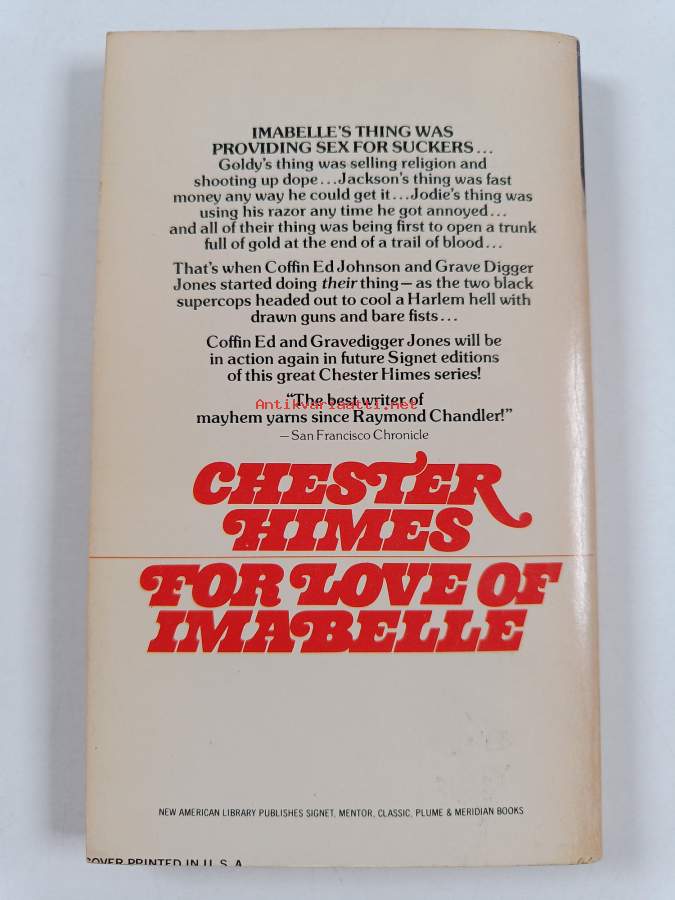 IMABELLE'S THING WAS
PROVIDING SEX FOR SUCKERS...
Goldy's thing was selling religion and
shooting up dope...Jackson's thing was fast
money any way he could get it...Jodie's thing was
using his razor any time he got annoyed...
and all of their thing was being first to open a trunk
full of gold at the end of a trail of blood...
That's when Coffin Ed Johnson and Grave Digger
Jones started doing their thing—as the two black
supercops headed out to cool a Harlem hell with
drawn guns and bare fists...
Coffin Ed and Gravedigger Jones will be
in action again in future Signet editions
of this great Chester Himes series!
"The best writer of
Antikvariaatti.net
mayhem yarns since Raymond Chandler!"
—San Francisco Chronicle
CHESTER
HIMES
FOR LOVE OF
IMABELLE
NEW AMERICAN LIBRARY PUBLISHES SIGNET, MENTOR, CLASSIC, PLUME & MERIDIAN BOOKS
COVER PRINTED IN U.S.A.